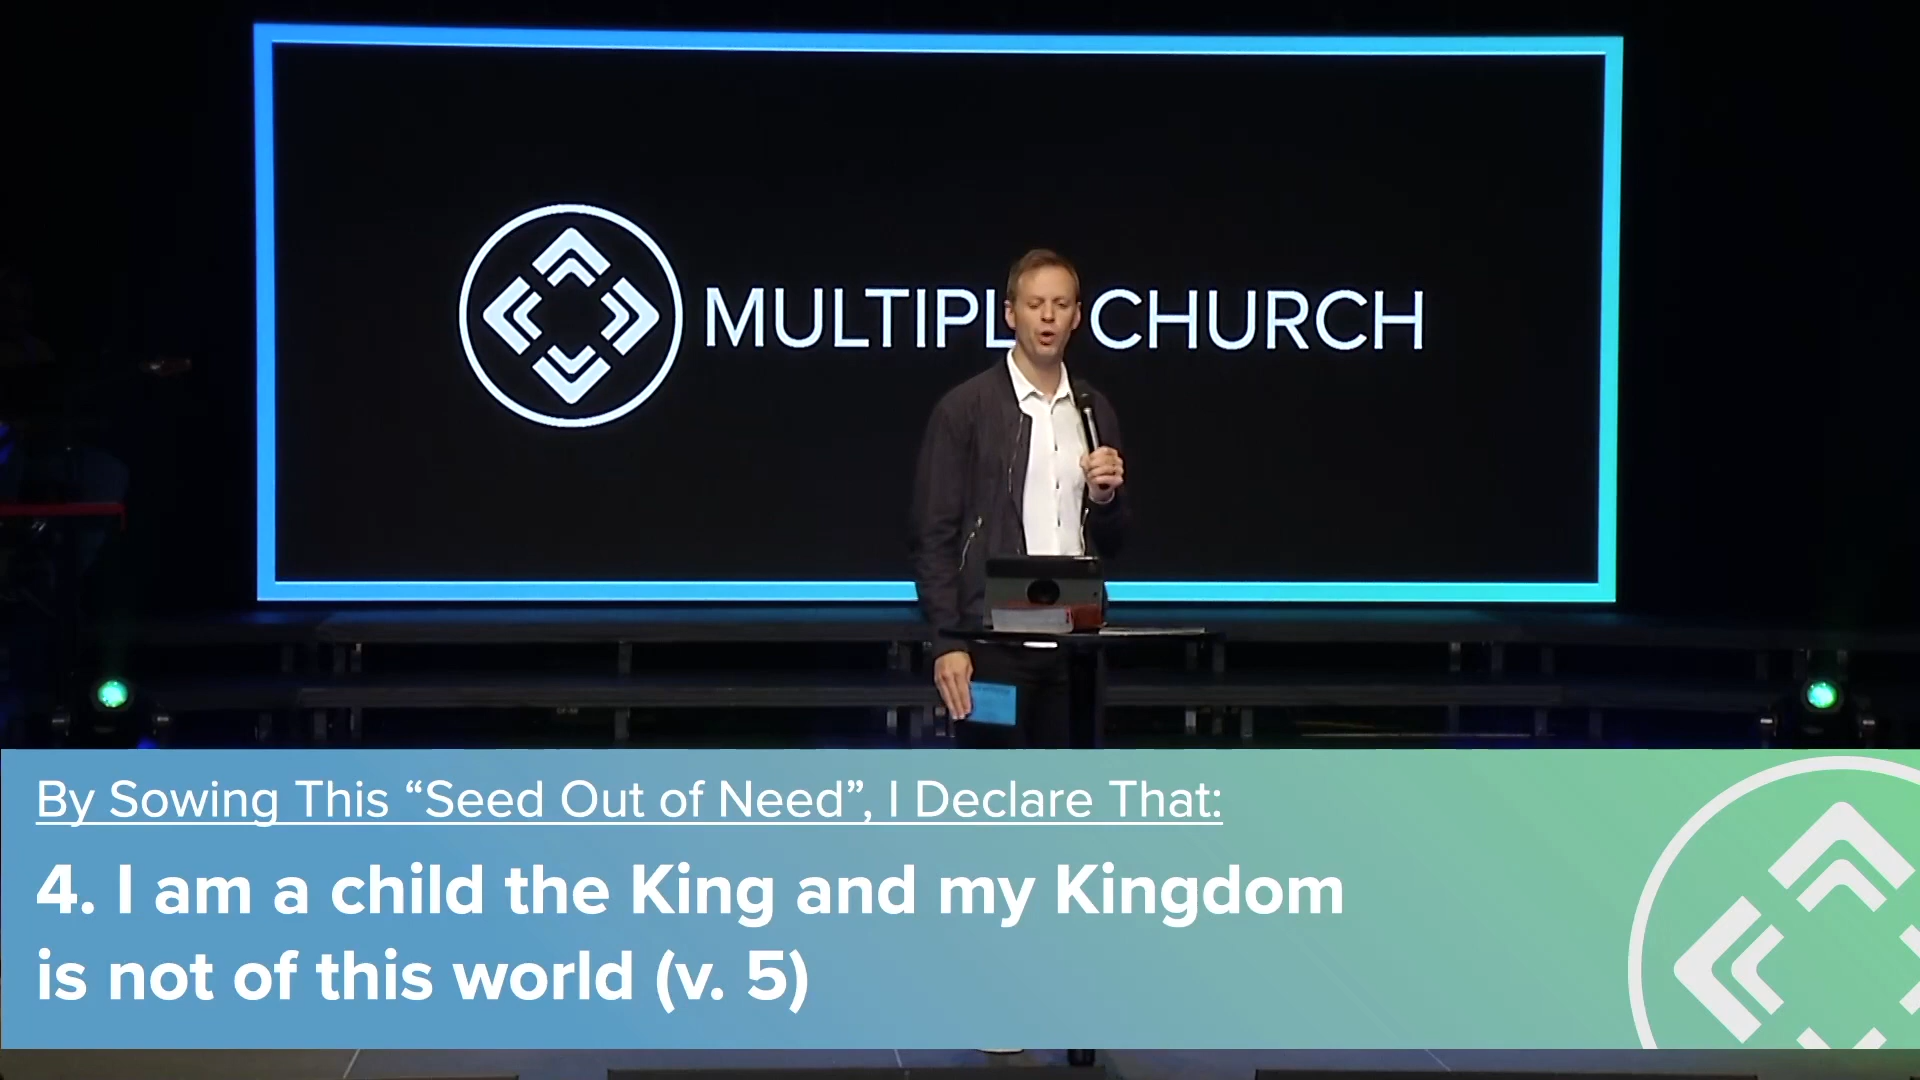 MULTIPL CHURCH
By Sowing This “Seed Out of Need”, I Declare That:
4. I am a child the King and my Kingdom
is not of this world (v. 5)